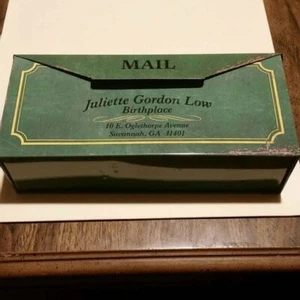 MAIL
Juliette Gordon Low
Birthplace
10 E. Oglethorpe Avenue
Savannah, GA 31401